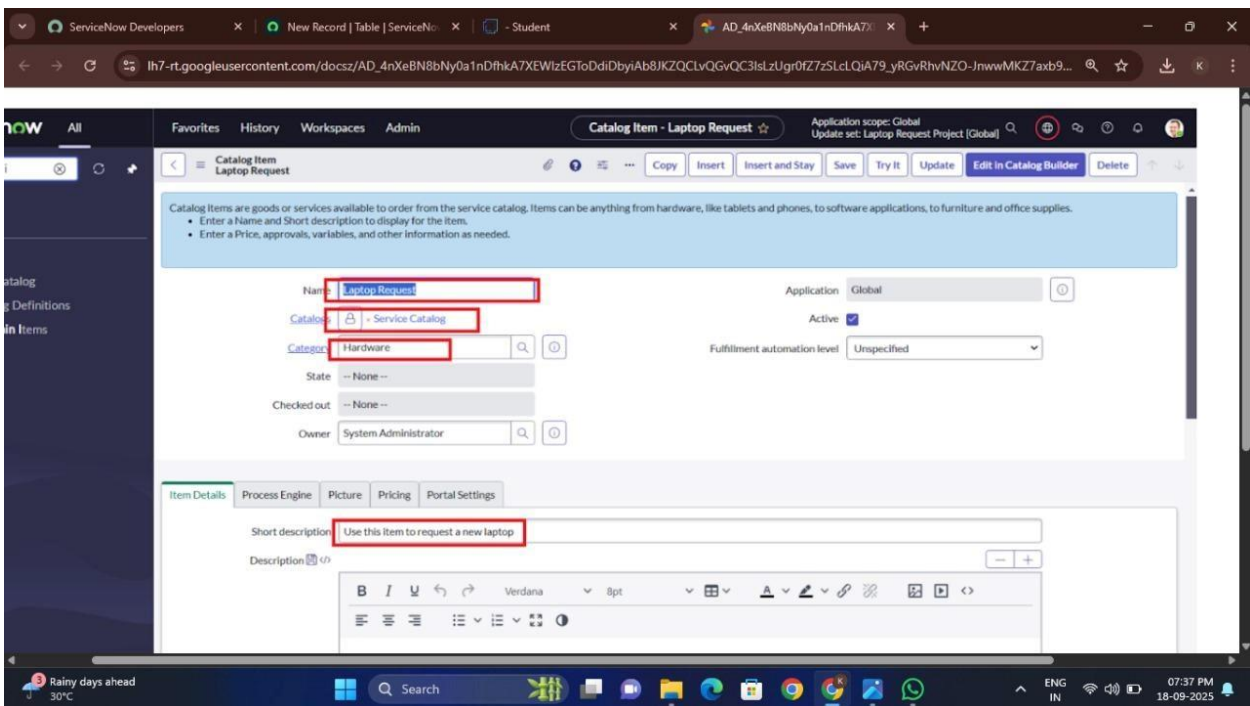 ServiceNow Developers
New Record | Table | ServiceNo
- Student
AD_4nXeBN8bNy0a1nDfhkA7X
lh7-rt.googleusercontent.com/docsz/AD_4nXeBN8bNy0a1nDfhkA7XEWIzEGToDdiDbyiAb8JKZQCLvQGvQC3IsLzUgr0fZ7zSLcLQiA79_yRGvRhvNZO-JnwwMKZ7axb9...
K
now All Favorites History Workspaces Admin
Catalog Item - Laptop Request
Application scope: Global
Update set: Laptop Request Project [Global]
Catalog Item
Laptop Request
Copy Insert Insert and Stay Save Try It Update Edit in Catalog Builder Delete
Catalog Items are goods or services available to order from the service catalog. Items can be anything from hardware, like tablets and phones, to software applications, to furniture and office supplies.
• Enter a Name and Short description to display for the item.
• Enter a Price, approvals, variables, and other information as needed.
atalog
g Definitions
in Items
Name Laptop Request
Application Global
Catalogs - Service Catalog
Active
Category Hardware
Fulfillment automation level Unspecified
State -- None --
Checked out -- None --
Owner System Administrator
Item Details Process Engine Picture Pricing Portal Settings
Short description Use this item to request a new laptop
Description
B I U Verdana 8pt A
3 Rainy days ahead
30°C
Search
ENG
IN
07:37 PM
18-09-2025